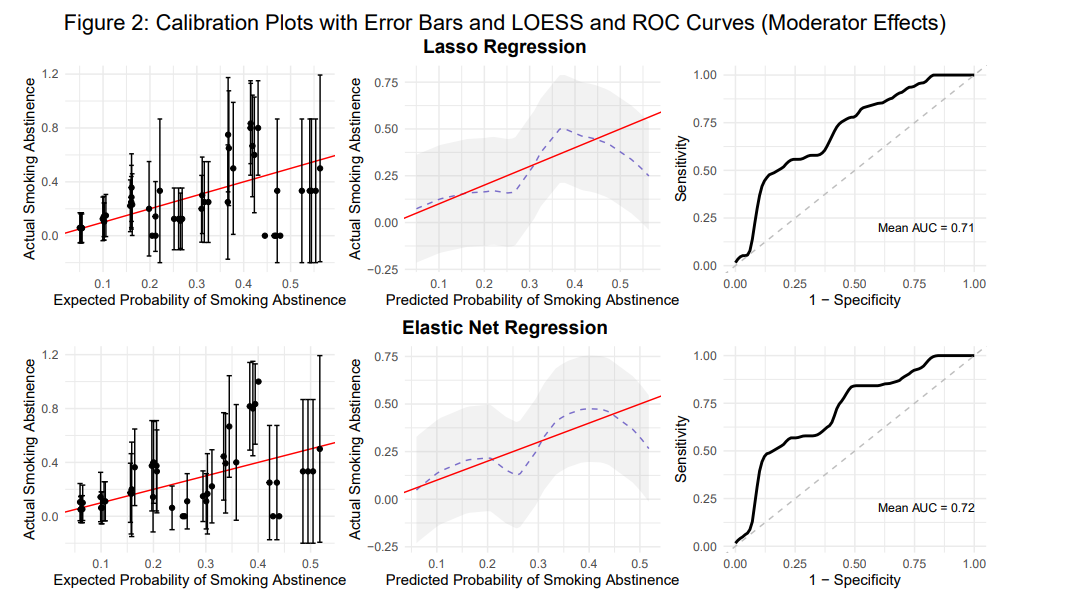 Figure 2: Calibration Plots with Error Bars and LOESS and ROC Curves (Moderator Effects)
Lasso Regression
Actual Smoking Abstinence
1.2
0.8
0.4
0.0
0.1 0.2 0.3 0.4 0.5
Expected Probability of Smoking Abstinence
Actual Smoking Abstinence
0.75
0.50
0.25
0.00
−0.25
0.1 0.2 0.3 0.4 0.5
Predicted Probability of Smoking Abstinence
Sensitivity
1.00
0.75
0.50
0.25
0.00
Mean AUC = 0.71
0.00 0.25 0.50 0.75 1.00
1 − Specificity
Elastic Net Regression
Actual Smoking Abstinence
1.2
0.8
0.4
0.0
0.1 0.2 0.3 0.4 0.5
Expected Probability of Smoking Abstinence
Actual Smoking Abstinence
0.75
0.50
0.25
0.00
−0.25
0.1 0.2 0.3 0.4 0.5
Predicted Probability of Smoking Abstinence
Sensitivity
1.00
0.75
0.50
0.25
0.00
Mean AUC = 0.72
0.00 0.25 0.50 0.75 1.00
1 − Specificity